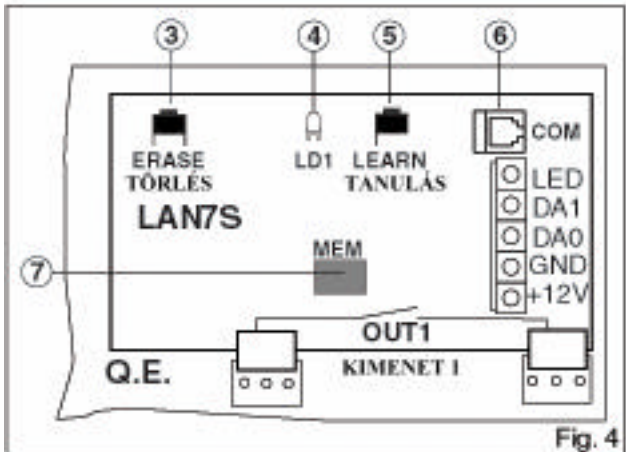 3 4 5 6
COM
ERASE LD1 LEARN
TÖRLÉS TANULÁS
LED
LAN7S
DA1
DA0
MEM
GND
7
+12V
OUT1
Q.E. KIMENET 1
Fig. 4